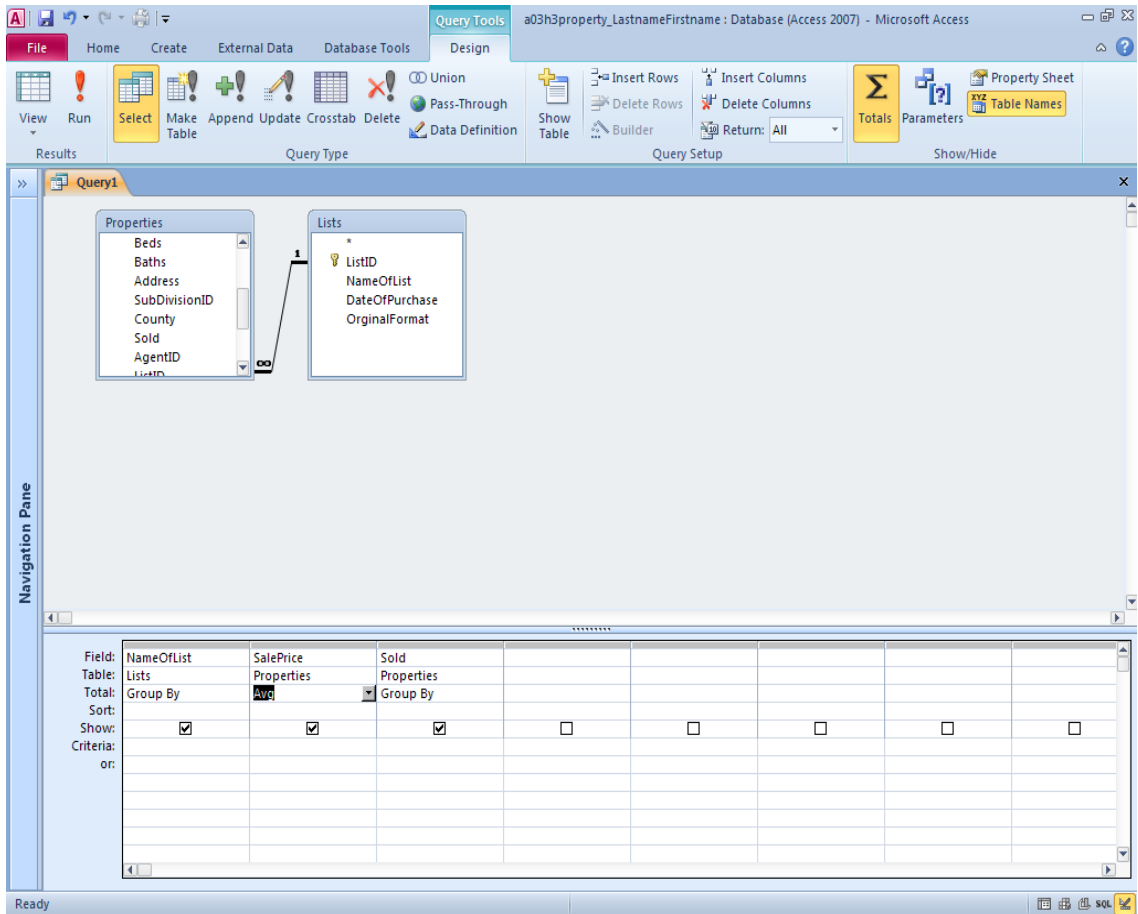 A Query Tools a03h3property_LastnameFirstname : Database (Access 2007) - Microsoft Access
File Home Create External Data Database Tools Design
View Run Select Make Table Append Update Crosstab Delete
Union
Pass-Through
Data Definition
Show Table
Insert Rows
Delete Rows
Builder
Insert Columns
Delete Columns
Return: All
Totals Parameters
Property Sheet
XYZ Table Names
Results Query Type Query Setup Show/Hide
» Query1
Navigation Pane
Properties
Beds
Baths
Address
SubDivisionID
County
Sold
AgentID
ListID
1
∞
Lists
*
ListID
NameOfList
DateOfPurchase
OrginalFormat
Field: NameOfList SalePrice Sold
Table: Lists Properties Properties
Total: Group By Avg Group By
Sort:
Show:
Criteria:
or:
Ready SQL